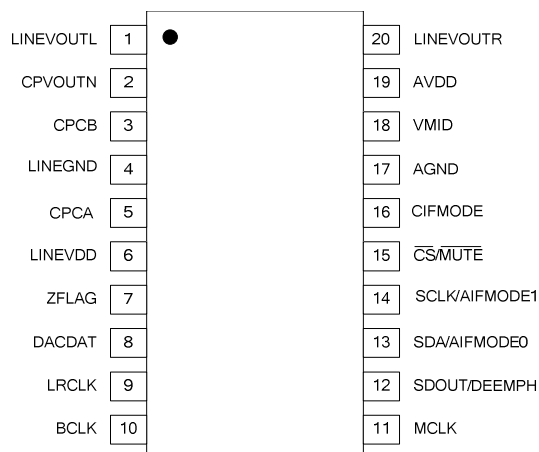 LINEVOUTL 1 20 LINEVOUTR
CPVOUTN 2 19 AVDD
CPCB 3 18 VMID
LINEGND 4 17 AGND
CPCA 5 16 CIFMODE
LINEVDD 6 15 C̅S̅/M̅U̅T̅E̅
ZFLAG 7 14 SCLK/AIFMODE1
DACDAT 8 13 SDA/AIFMODE0
LRCLK 9 12 SDOUT/DEEMPH
BCLK 10 11 MCLK